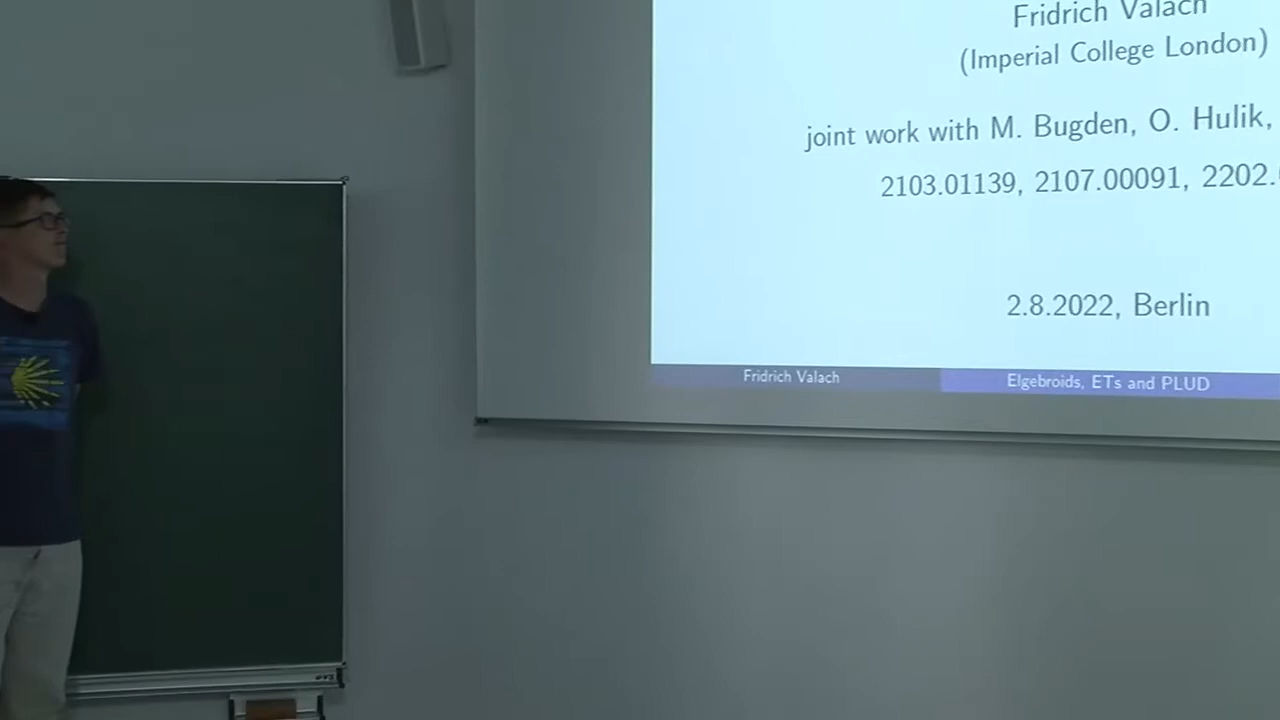 Fridrich Valach
(Imperial College London)
joint work with M. Bugden, O. Hulik,
2103.01139, 2107.00091, 2202.
2.8.2022, Berlin
Fridrich Valach
Elgebroids, ETs and PLUD